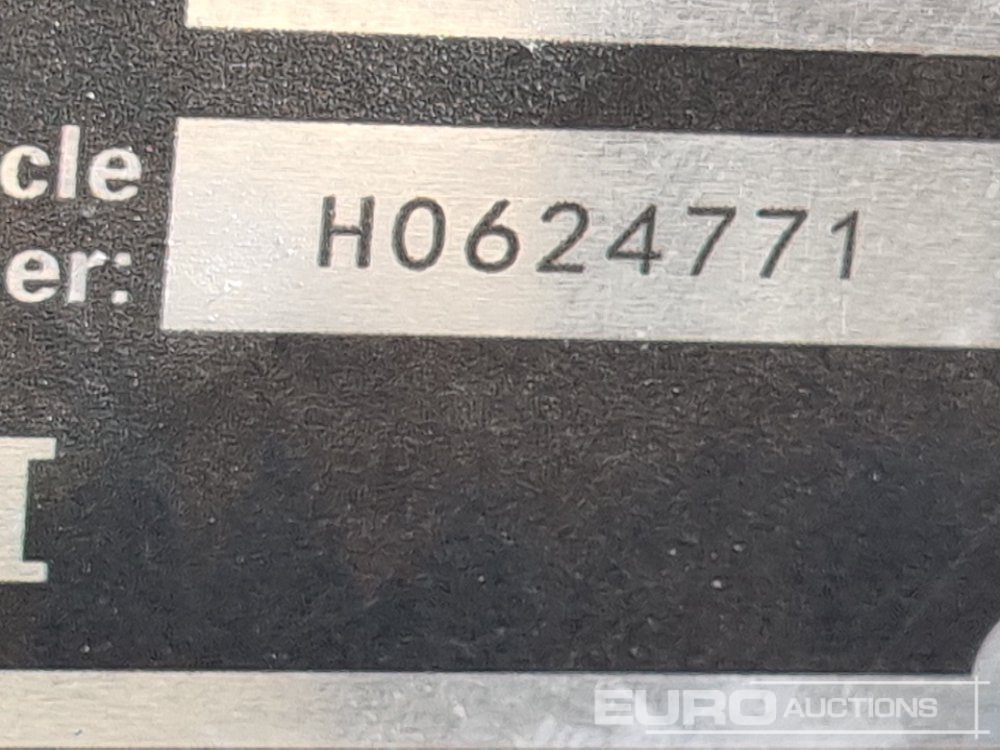 cle
er: H0624771
I
EURO AUCTIONS